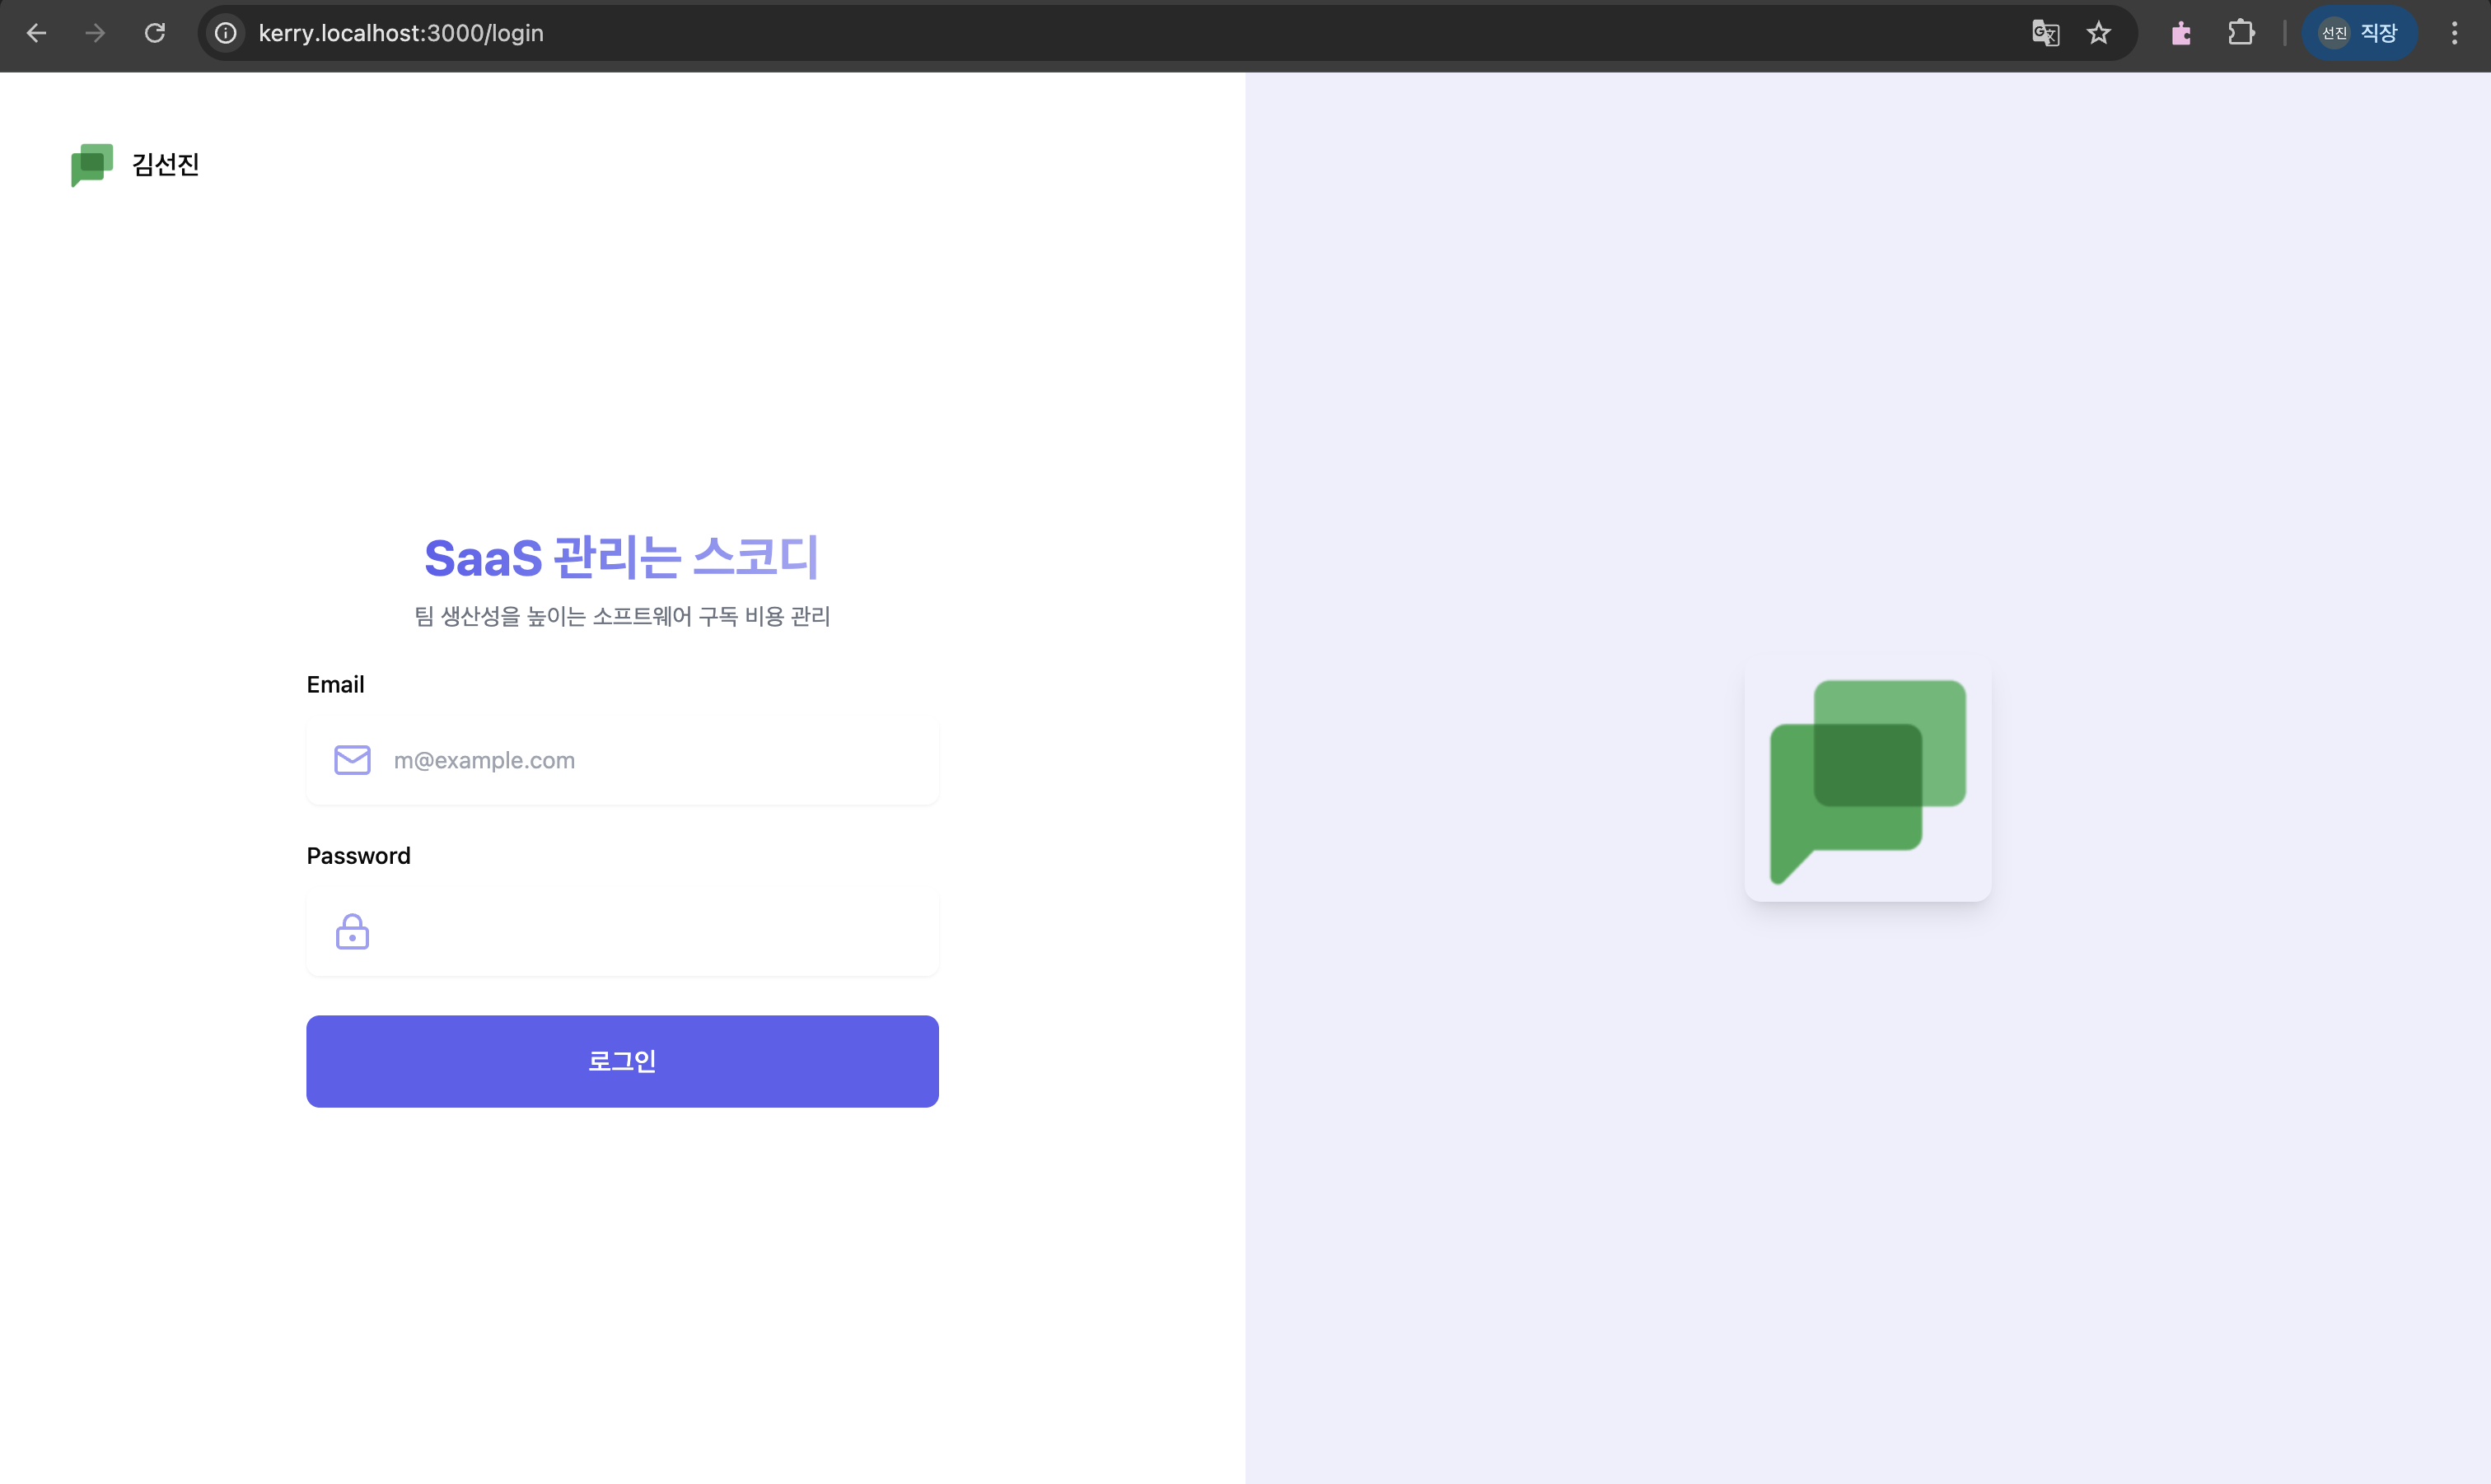 kerry.localhost:3000/login
선진 직장
김선진
SaaS 관리는 스코디
팀 생산성을 높이는 소프트웨어 구독 비용 관리
Email
m@example.com
Password
로그인